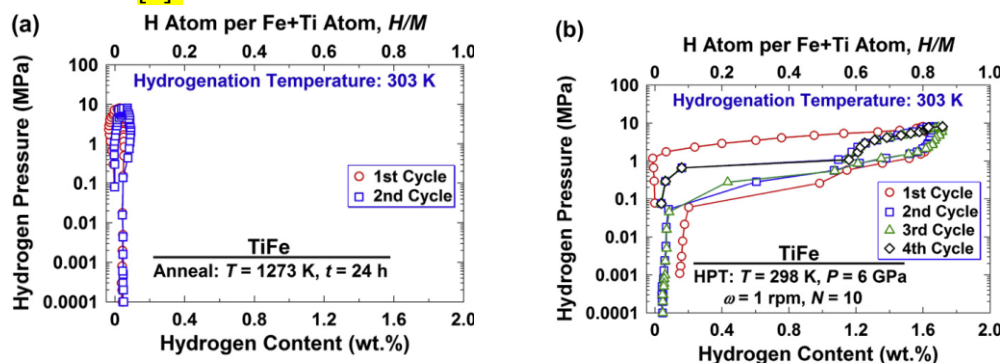 (a)
H Atom per Fe+Ti Atom, H/M
0 0.2 0.4 0.6 0.8 1.0
Hydrogen Pressure (MPa)
100
10
1
0.1
0.01
0.001
0.0001
Hydrogenation Temperature: 303 K
1st Cycle
2nd Cycle
TiFe
Anneal: T = 1273 K, t = 24 h
0 0.4 0.8 1.2 1.6 2.0
Hydrogen Content (wt.%)
(b)
H Atom per Fe+Ti Atom, H/M
0 0.2 0.4 0.6 0.8 1.0
Hydrogen Pressure (MPa)
100
10
1
0.1
0.01
0.001
0.0001
Hydrogenation Temperature: 303 K
1st Cycle
2nd Cycle
3rd Cycle
4th Cycle
TiFe
HPT: T = 298 K, P = 6 GPa
ω = 1 rpm, N = 10
0 0.4 0.8 1.2 1.6 2.0
Hydrogen Content (wt.%)